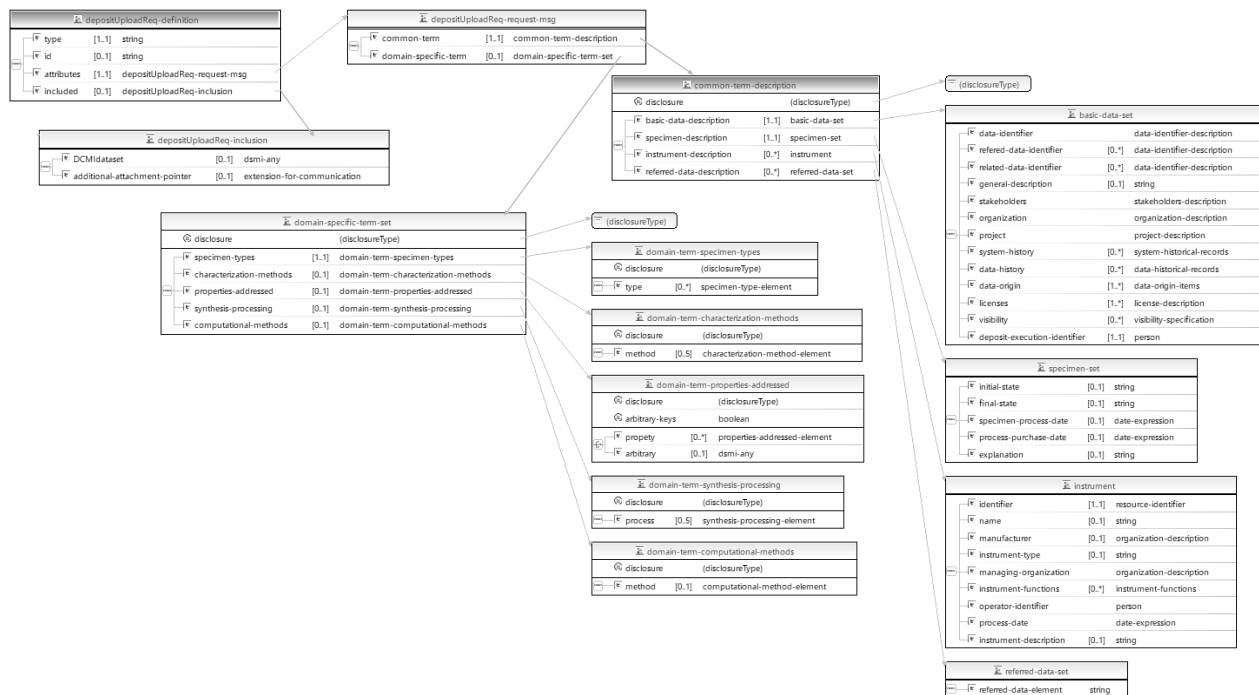 depositUploadReq-definition
type [1..1] string
id [0..1] string
attributes [1..1] depositUploadReq-request-msg
included [0..1] depositUploadReq-inclusion
depositUploadReq-request-msg
common-term [1..1] common-term-description
domain-specific-term [0..1] domain-specific-term-set
depositUploadReq-inclusion
DCMIdataset [0..1] dsmi-any
additional-attachment-pointer [0..1] extension-for-communication
common-term-description
disclosure (disclosureType)
basic-data-description [1..1] basic-data-set
specimen-description [1..1] specimen-set
instrument-description [0..*] instrument
referred-data-description [0..*] referred-data-set
(disclosureType)
basic-data-set
data-identifier data-identifier-description
refered-data-identifier [0..*] data-identifier-description
related-data-identifier [0..*] data-identifier-description
general-description [0..1] string
stakeholders stakeholders-description
organization organization-description
project project-description
system-history [0..*] system-historical-records
data-history [0..*] data-historical-records
data-origin [1..*] data-origin-items
licenses [1..*] license-description
visibility [0..*] visibility-specification
deposit-execution-identifier [1..1] person
domain-specific-term-set
disclosure (disclosureType)
specimen-types [1..1] domain-term-specimen-types
characterization-methods [0..1] domain-term-characterization-methods
properties-addressed [0..1] domain-term-properties-addressed
synthesis-processing [0..1] domain-term-synthesis-processing
computational-methods [0..1] domain-term-computational-methods
(disclosureType)
domain-term-specimen-types
disclosure (disclosureType)
type [0..*] specimen-type-element
domain-term-characterization-methods
disclosure (disclosureType)
method [0..5] characterization-method-element
domain-term-properties-addressed
disclosure (disclosureType)
arbitrary-keys boolean
propety [0..*] properties-addressed-element
arbitrary [0..1] dsmi-any
domain-term-synthesis-processing
disclosure (disclosureType)
process [0..5] synthesis-processing-element
domain-term-computational-methods
disclosure (disclosureType)
method [0..1] computational-method-element
specimen-set
initial-state [0..1] string
final-state [0..1] string
specimen-process-date [0..1] date-expression
process-purchase-date [0..1] date-expression
explanation [0..1] string
instrument
identifier [1..1] resource-identifier
name [0..1] string
manufacturer [0..1] organization-description
instrument-type [0..1] string
managing-organization organization-description
instrument-functions [0..*] instrument-functions
operator-identifier person
process-date date-expression
instrument-description [0..1] string
referred-data-set
referred-data-element string